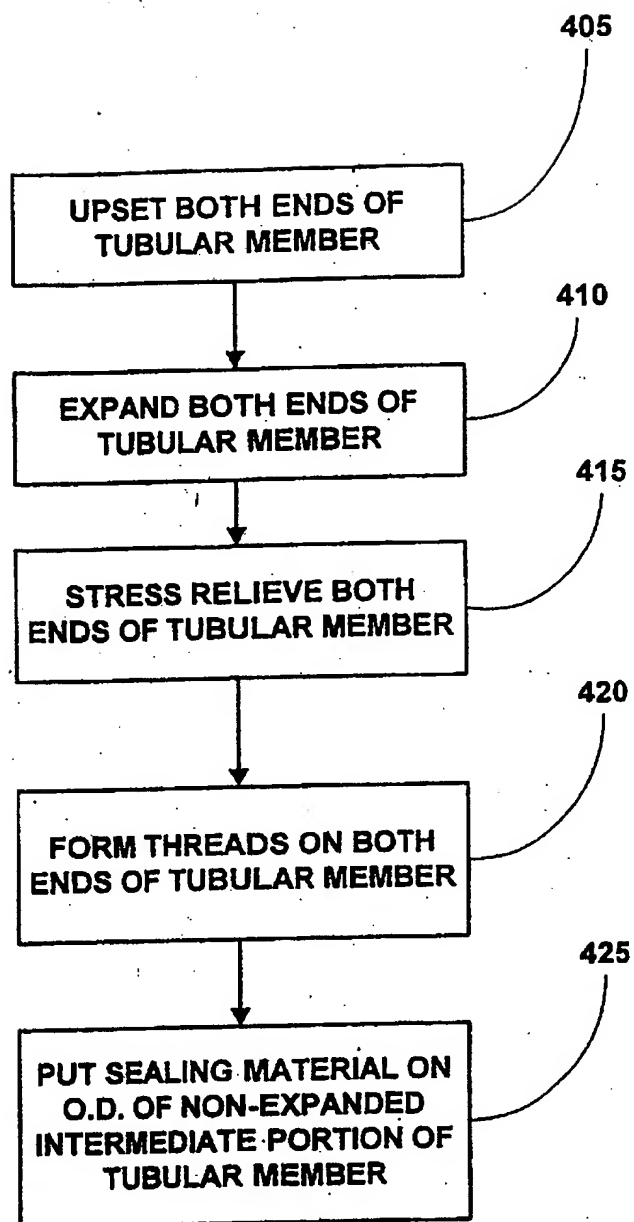 405
UPSET BOTH ENDS OF
TUBULAR MEMBER
410
EXPAND BOTH ENDS OF
TUBULAR MEMBER
415
STRESS RELIEVE BOTH
ENDS OF TUBULAR MEMBER
420
FORM THREADS ON BOTH
ENDS OF TUBULAR MEMBER
425
PUT SEALING MATERIAL ON
O.D. OF NON-EXPANDED
INTERMEDIATE PORTION OF
TUBULAR MEMBER